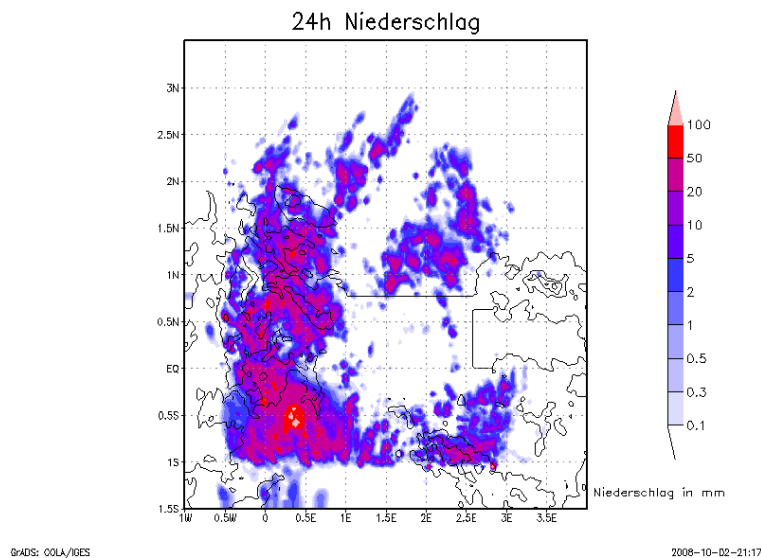 24h Niederschlag
3N
2.5N
2N
1.5N
1N
0.5N
EQ
0.5S
1S
1.5S
1W 0.5W 0 0.5E 1E 1.5E 2E 2.5E 3E 3.5E
100
50
20
10
5
2
1
0.5
0.3
0.1
Niederschlag in mm
GrADS: COLA/IGES
2008-10-02-21:17